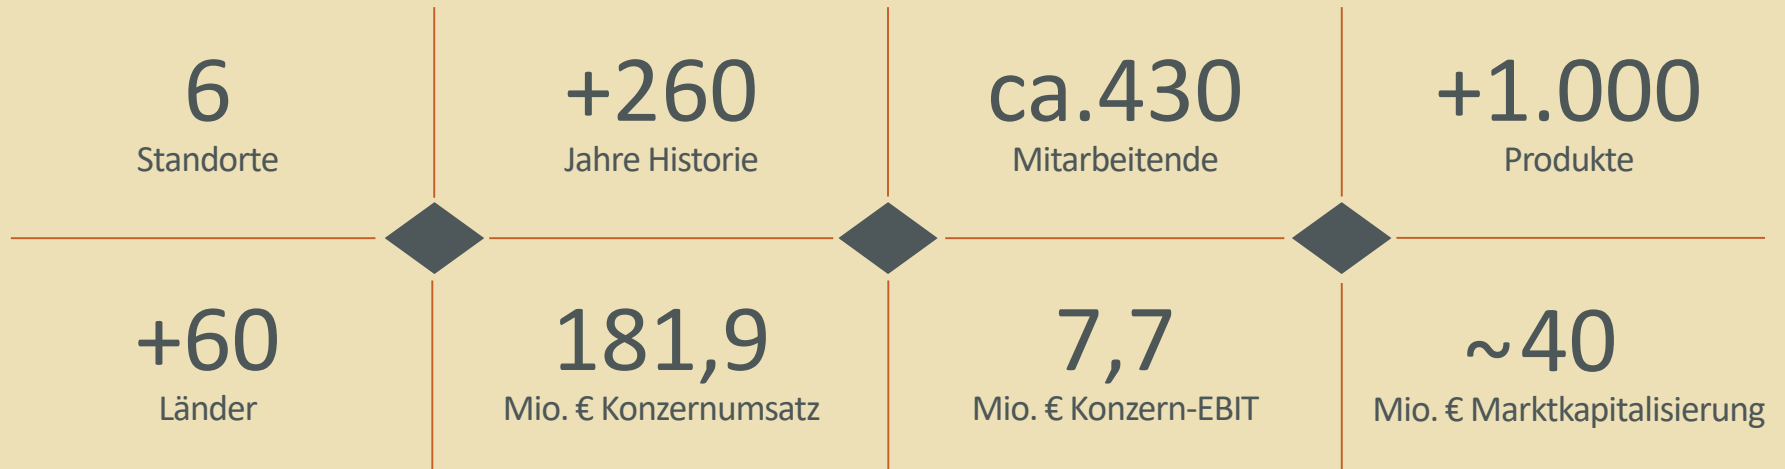 6
Standorte
+260
Jahre Historie
ca.430
Mitarbeitende
+1.000
Produkte
+60
Länder
181,9
Mio. € Konzernumsatz
7,7
Mio. € Konzern-EBIT
~40
Mio. € Marktkapitalisierung